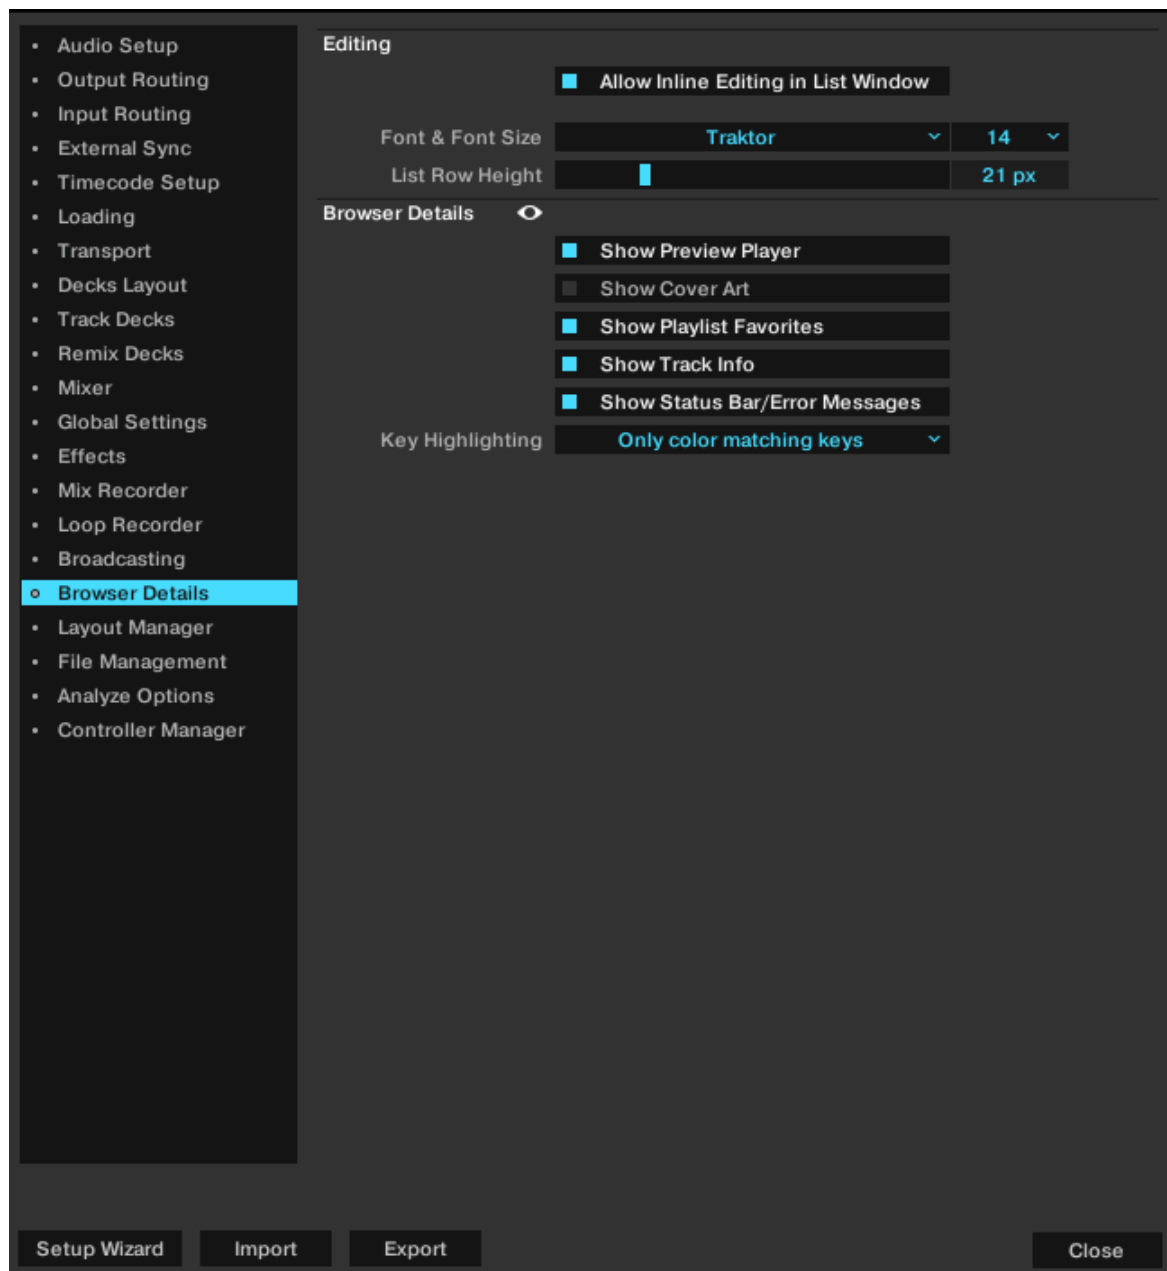 Audio Setup
Output Routing
Input Routing
External Sync
Timecode Setup
Loading
Transport
Decks Layout
Track Decks
Remix Decks
Mixer
Global Settings
Effects
Mix Recorder
Loop Recorder
Broadcasting
Browser Details
Layout Manager
File Management
Analyze Options
Controller Manager
Editing
Allow Inline Editing in List Window
Font & Font Size Traktor 14
List Row Height 21 px
Browser Details
Show Preview Player
Show Cover Art
Show Playlist Favorites
Show Track Info
Show Status Bar/Error Messages
Key Highlighting Only color matching keys
Setup Wizard Import Export Close